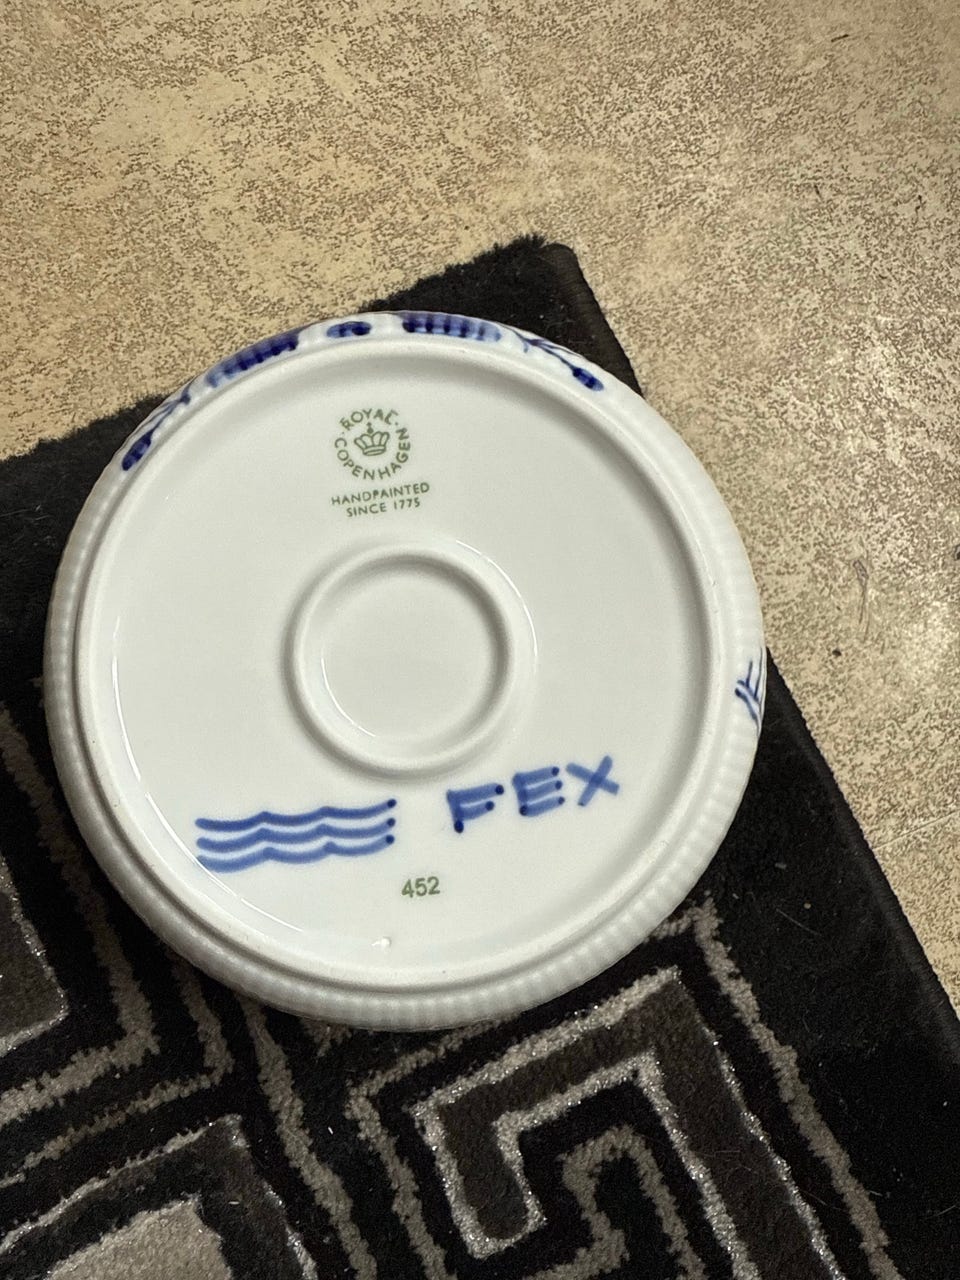 ROYAL COPENHAGEN
HANDPAINTED
SINCE 1775
FEX
452